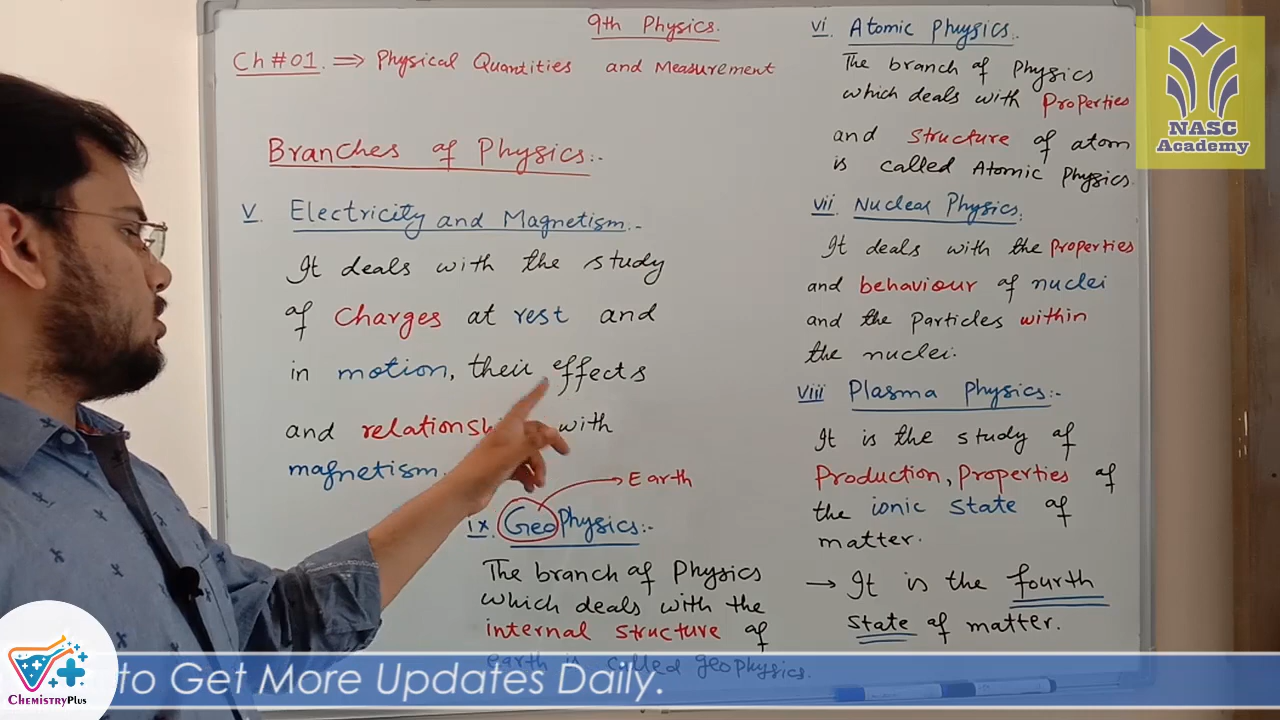 9th Physics.
Ch#01. ⇒ Physical Quantities and Measurement
Branches of Physics:-
v. Electricity and Magnetism.-
It deals with the study
of charges at rest and
in motion, their effects
and with
magnetism.
ix. GeoPhysics:-
→ Earth
The branch of Physics
which deals with the
internal structure of
earth is called geophysics.
vi. Atomic Physics.
The branch of Physics
which deals with Properties
and structure of atom
is called Atomic Physics.
vii. Nuclear Physics.
It deals with the properties
and behaviour of nuclei
and the particles within
the nuclei.
viii Plasma Physics:-
It is the study of
Production, Properties of
the ionic state of
matter.
→ It is the fourth
state of matter.
NASC
Academy
to Get More Updates Daily.
ChemistryPlus